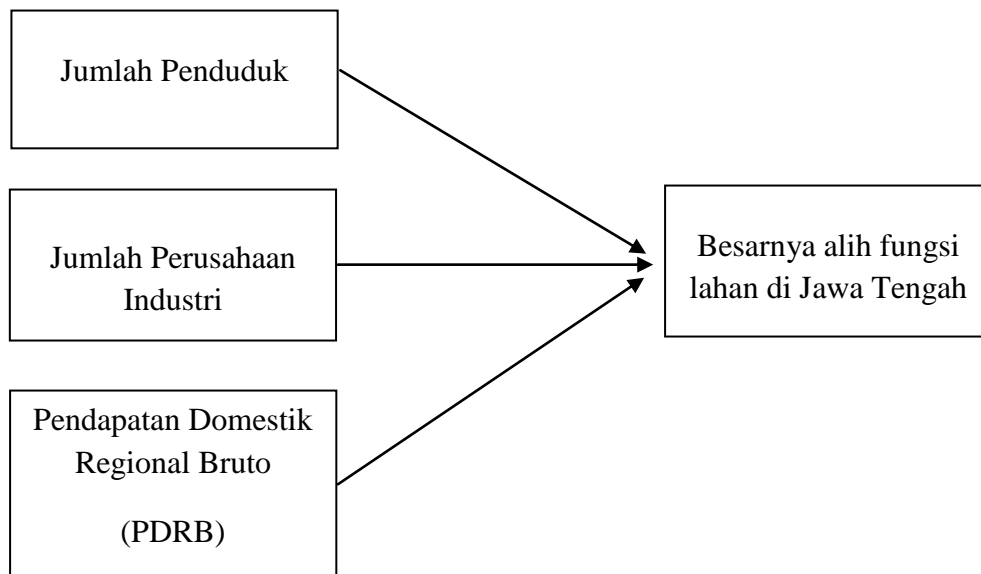 Jumlah Penduduk
Jumlah Perusahaan
Industri
Pendapatan Domestik
Regional Bruto
(PDRB)
Besarnya alih fungsi
lahan di Jawa Tengah